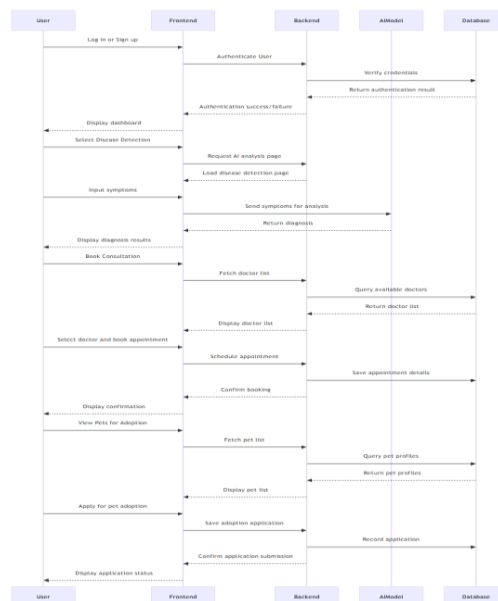 User Frontend Backend AIModel Database
Log In or Sign up
Authenticate User
Verify credentials
Return authentication result
Authentication success/failure
Display dashboard
Select Disease Detection
Request AI analysis page
Load disease detection page
Input symptoms
Send symptoms for analysis
Return diagnosis
Display diagnosis results
Book Consultation
Fetch doctor list
Query available doctors
Return doctor list
Display doctor list
Select doctor and book appointment
Schedule appointment
Save appointment details
Confirm booking
Display confirmation
View Pets for Adoption
Fetch pet list
Query pet profiles
Return pet profiles
Display pet list
Apply for pet adoption
Save adoption application
Record application
Confirm application submission
Display application status
User Frontend Backend AIModel Database